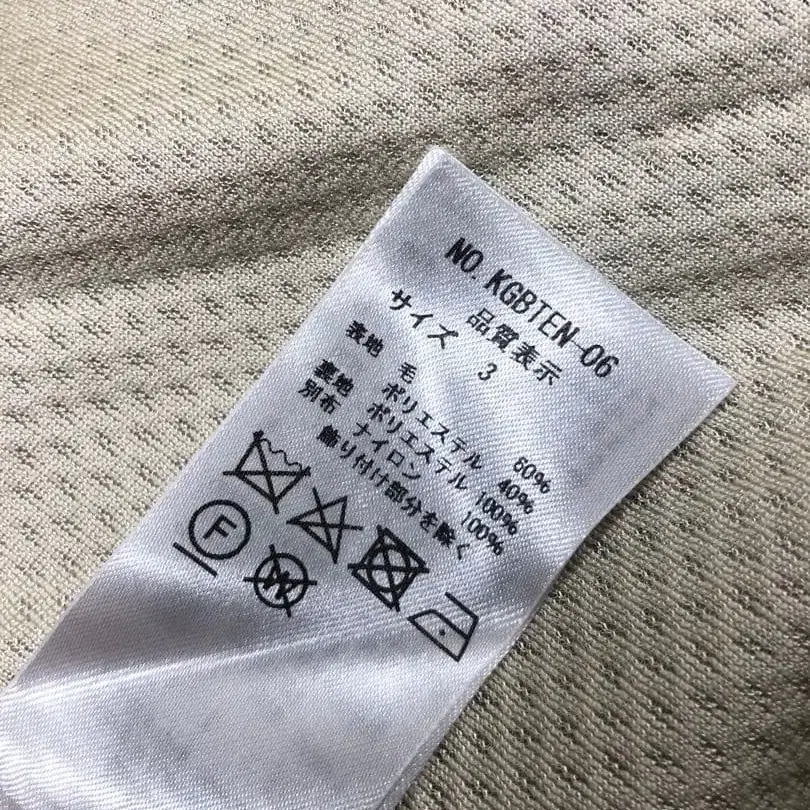 NO. KGBTEN-06
品質表示
サイズ 3
表地 毛 60%
ポリエステル 40%
裏地 ポリエステル 100%
別布 ナイロン 100%
飾り付け部分を除く
F
W